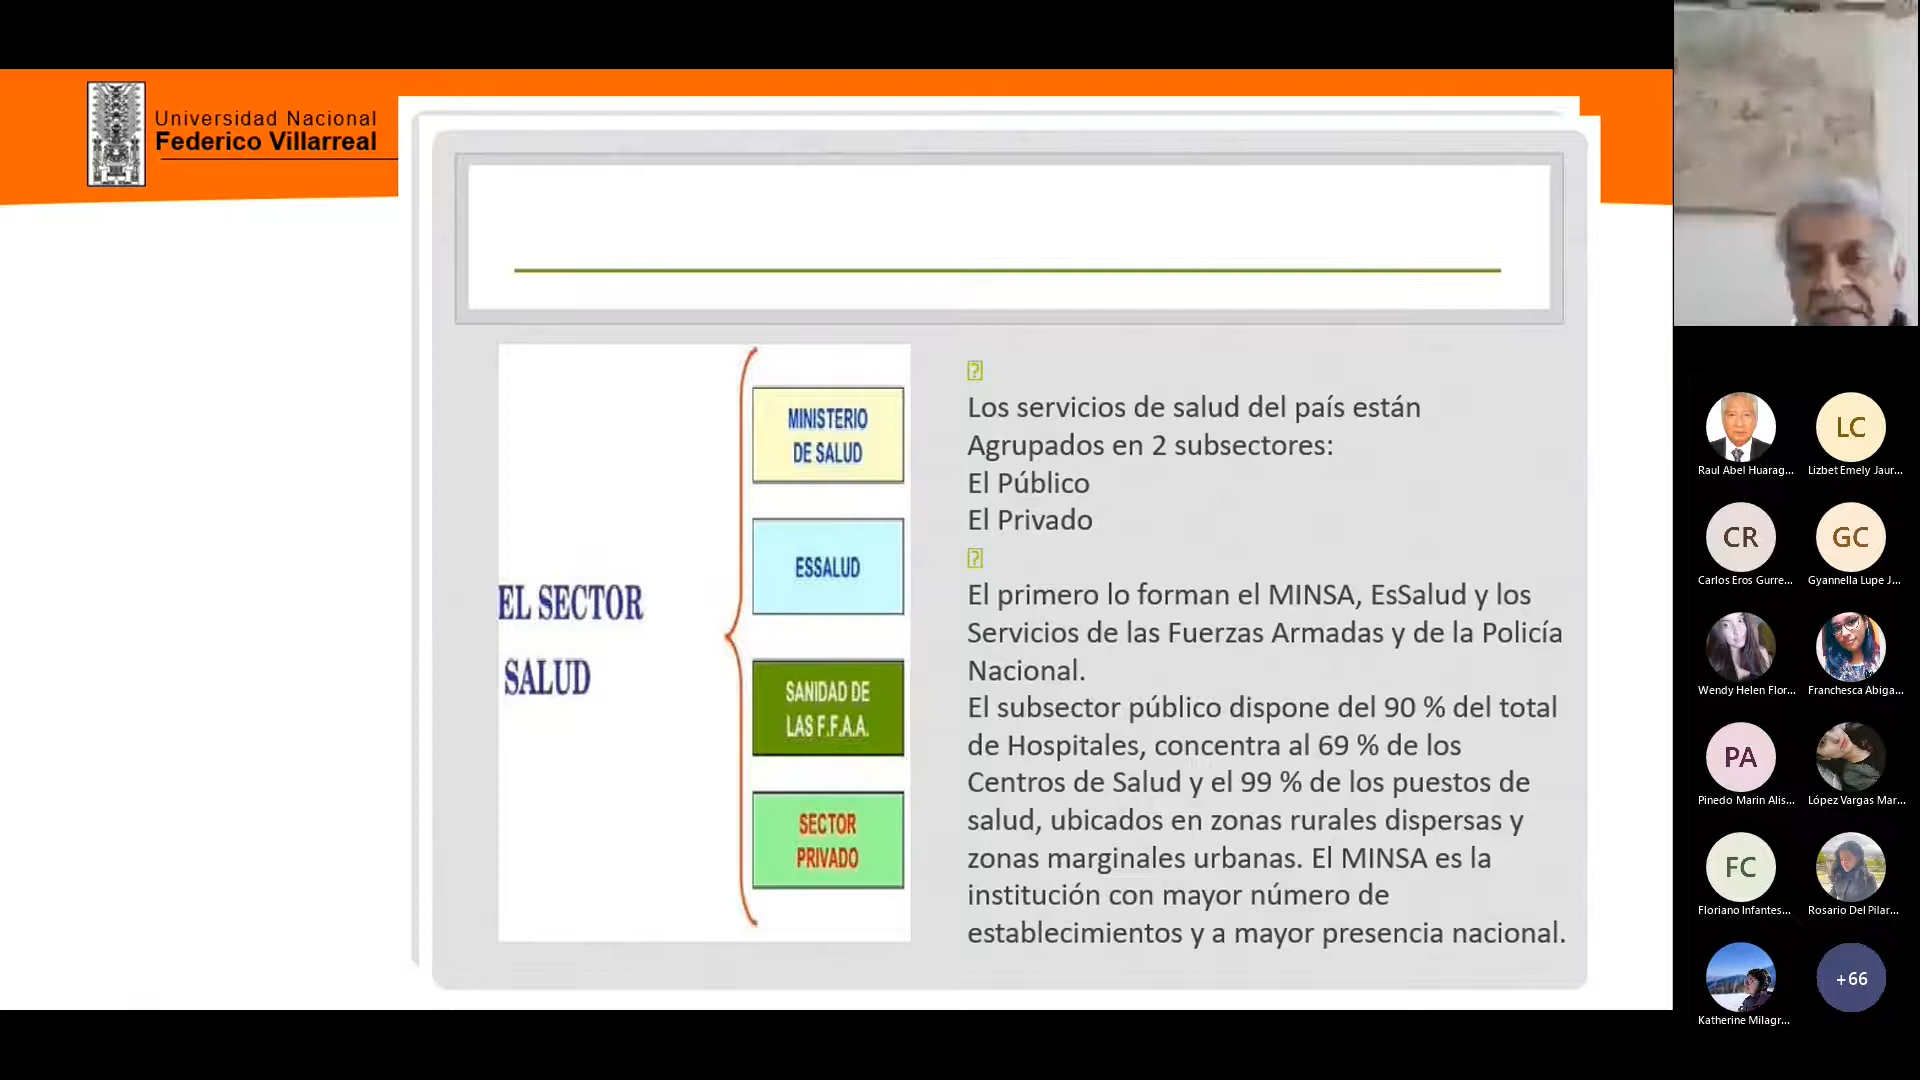 Universidad Nacional
Federico Villarreal
EL SECTOR
SALUD
MINISTERIO
DE SALUD
ESSALUD
SANIDAD DE
LAS F.F.A.A.
SECTOR
PRIVADO
Los servicios de salud del país están
Agrupados en 2 subsectores:
El Público
El Privado
El primero lo forman el MINSA, EsSalud y los
Servicios de las Fuerzas Armadas y de la Policía
Nacional.
El subsector público dispone del 90 % del total
de Hospitales, concentra al 69 % de los
Centros de Salud y el 99 % de los puestos de
salud, ubicados en zonas rurales dispersas y
zonas marginales urbanas. El MINSA es la
institución con mayor número de
establecimientos y a mayor presencia nacional.
Raul Abel Huarag...
LC
Lizbet Emely Jaur...
CR
Carlos Eros Gurre...
GC
Gyannella Lupe J...
Wendy Helen Flor...
Franchesca Abiga...
PA
Pinedo Marin Alis...
López Vargas Mar...
FC
Floriano Infantes...
Rosario Del Pilar...
Katherine Milagr...
+66